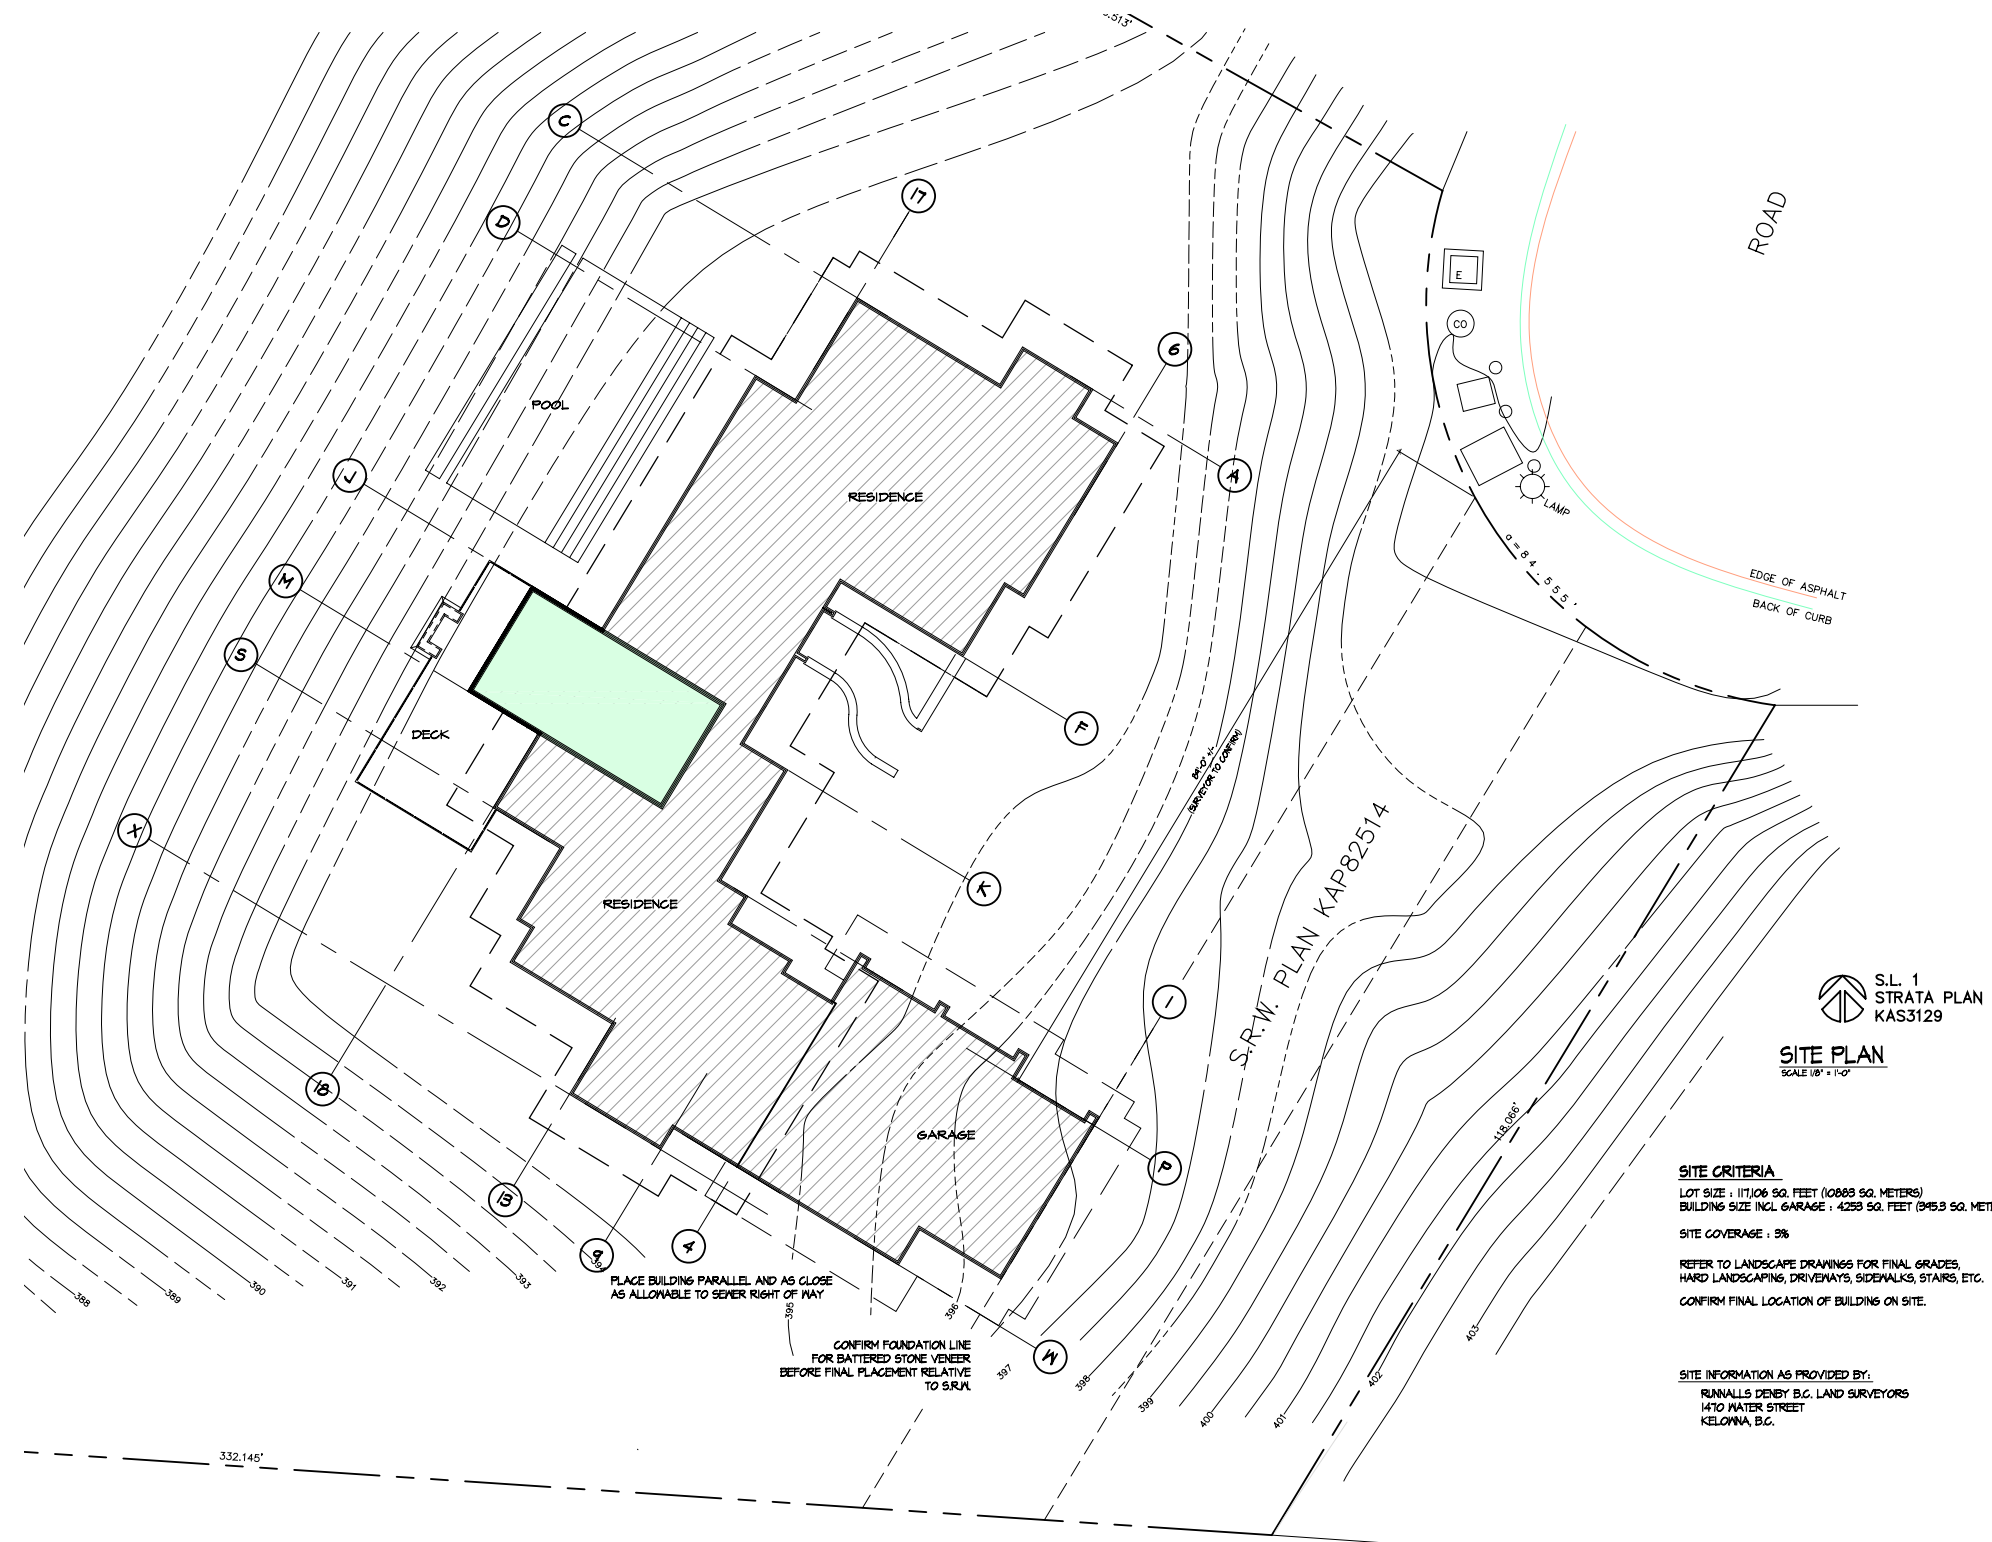 C
17
D
ROAD
E
CO
6
POOL
J
A
RESIDENCE
LAMP
a = 84.555'
EDGE OF ASPHALT
BACK OF CURB
M
S
F
DECK
89'-0" +/-
(SURVEYOR TO CONFIRM)
X
S.R.W. PLAN KAP82514
K
RESIDENCE
1
S.L. 1
STRATA PLAN
KAS3129
SITE PLAN
SCALE 1/8" = 1'-0"
18
118.066'
GARAGE
P
SITE CRITERIA
LOT SIZE : 117,106 SQ. FEET (10883 SQ. METERS)
BUILDING SIZE INCL GARAGE : 4253 SQ. FEET (395.3 SQ. MET
SITE COVERAGE : 3%
13
9
4
REFER TO LANDSCAPE DRAWINGS FOR FINAL GRADES,
HARD LANDSCAPING, DRIVEWAYS, SIDEWALKS, STAIRS, ETC.
CONFIRM FINAL LOCATION OF BUILDING ON SITE.
388
389
390
391
392
393
394
PLACE BUILDING PARALLEL AND AS CLOSE
AS ALLOWABLE TO SEWER RIGHT OF WAY
395
396
W
CONFIRM FOUNDATION LINE
FOR BATTERED STONE VENEER
BEFORE FINAL PLACEMENT RELATIVE
TO S.R.W.
397
398
399
400
401
402
403
SITE INFORMATION AS PROVIDED BY:
RUNNALLS DENBY B.C. LAND SURVEYORS
1470 WATER STREET
KELOWNA, B.C.
332.145'